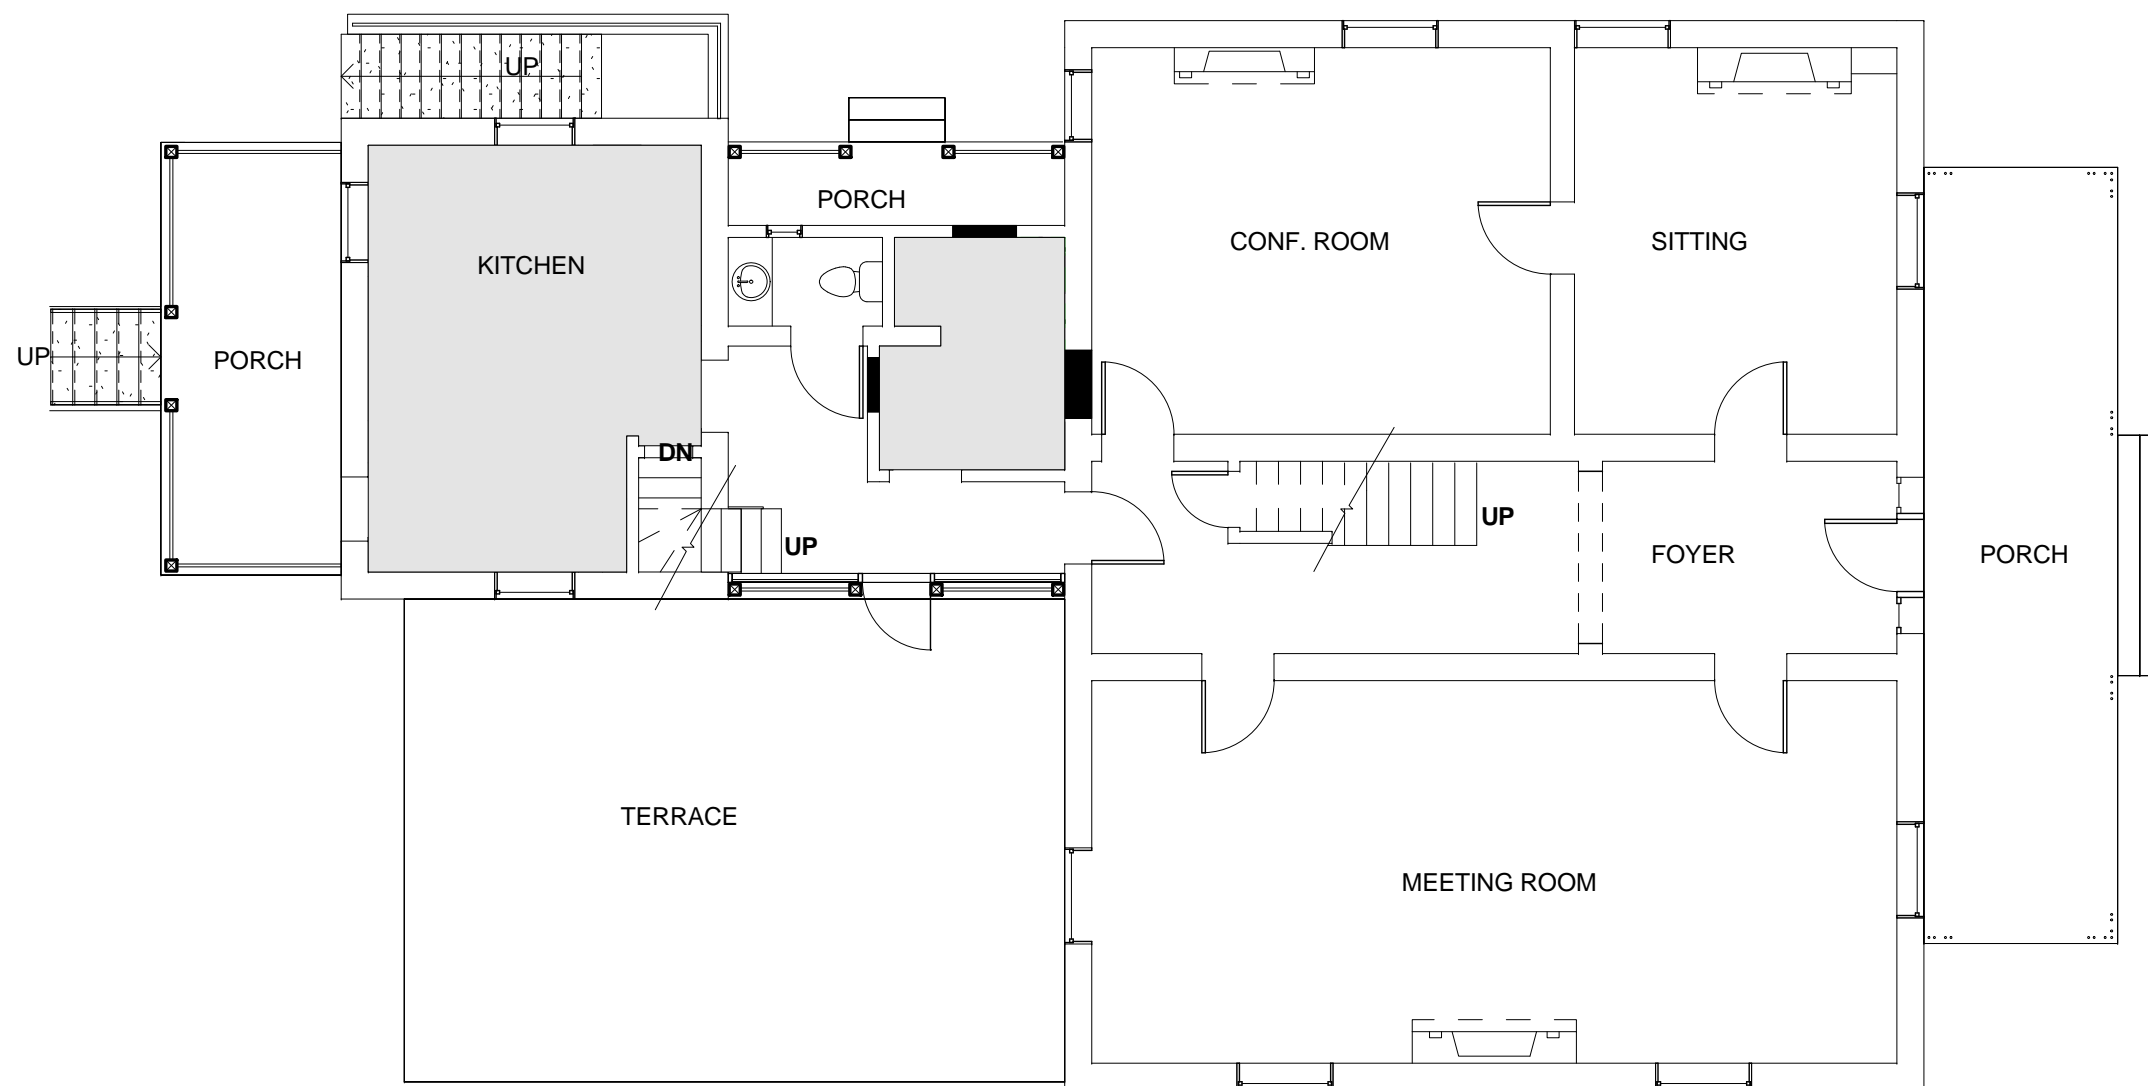 UP
PORCH
CONF. ROOM
SITTING
KITCHEN
UP
PORCH
DN
UP
UP
FOYER
PORCH
TERRACE
MEETING ROOM